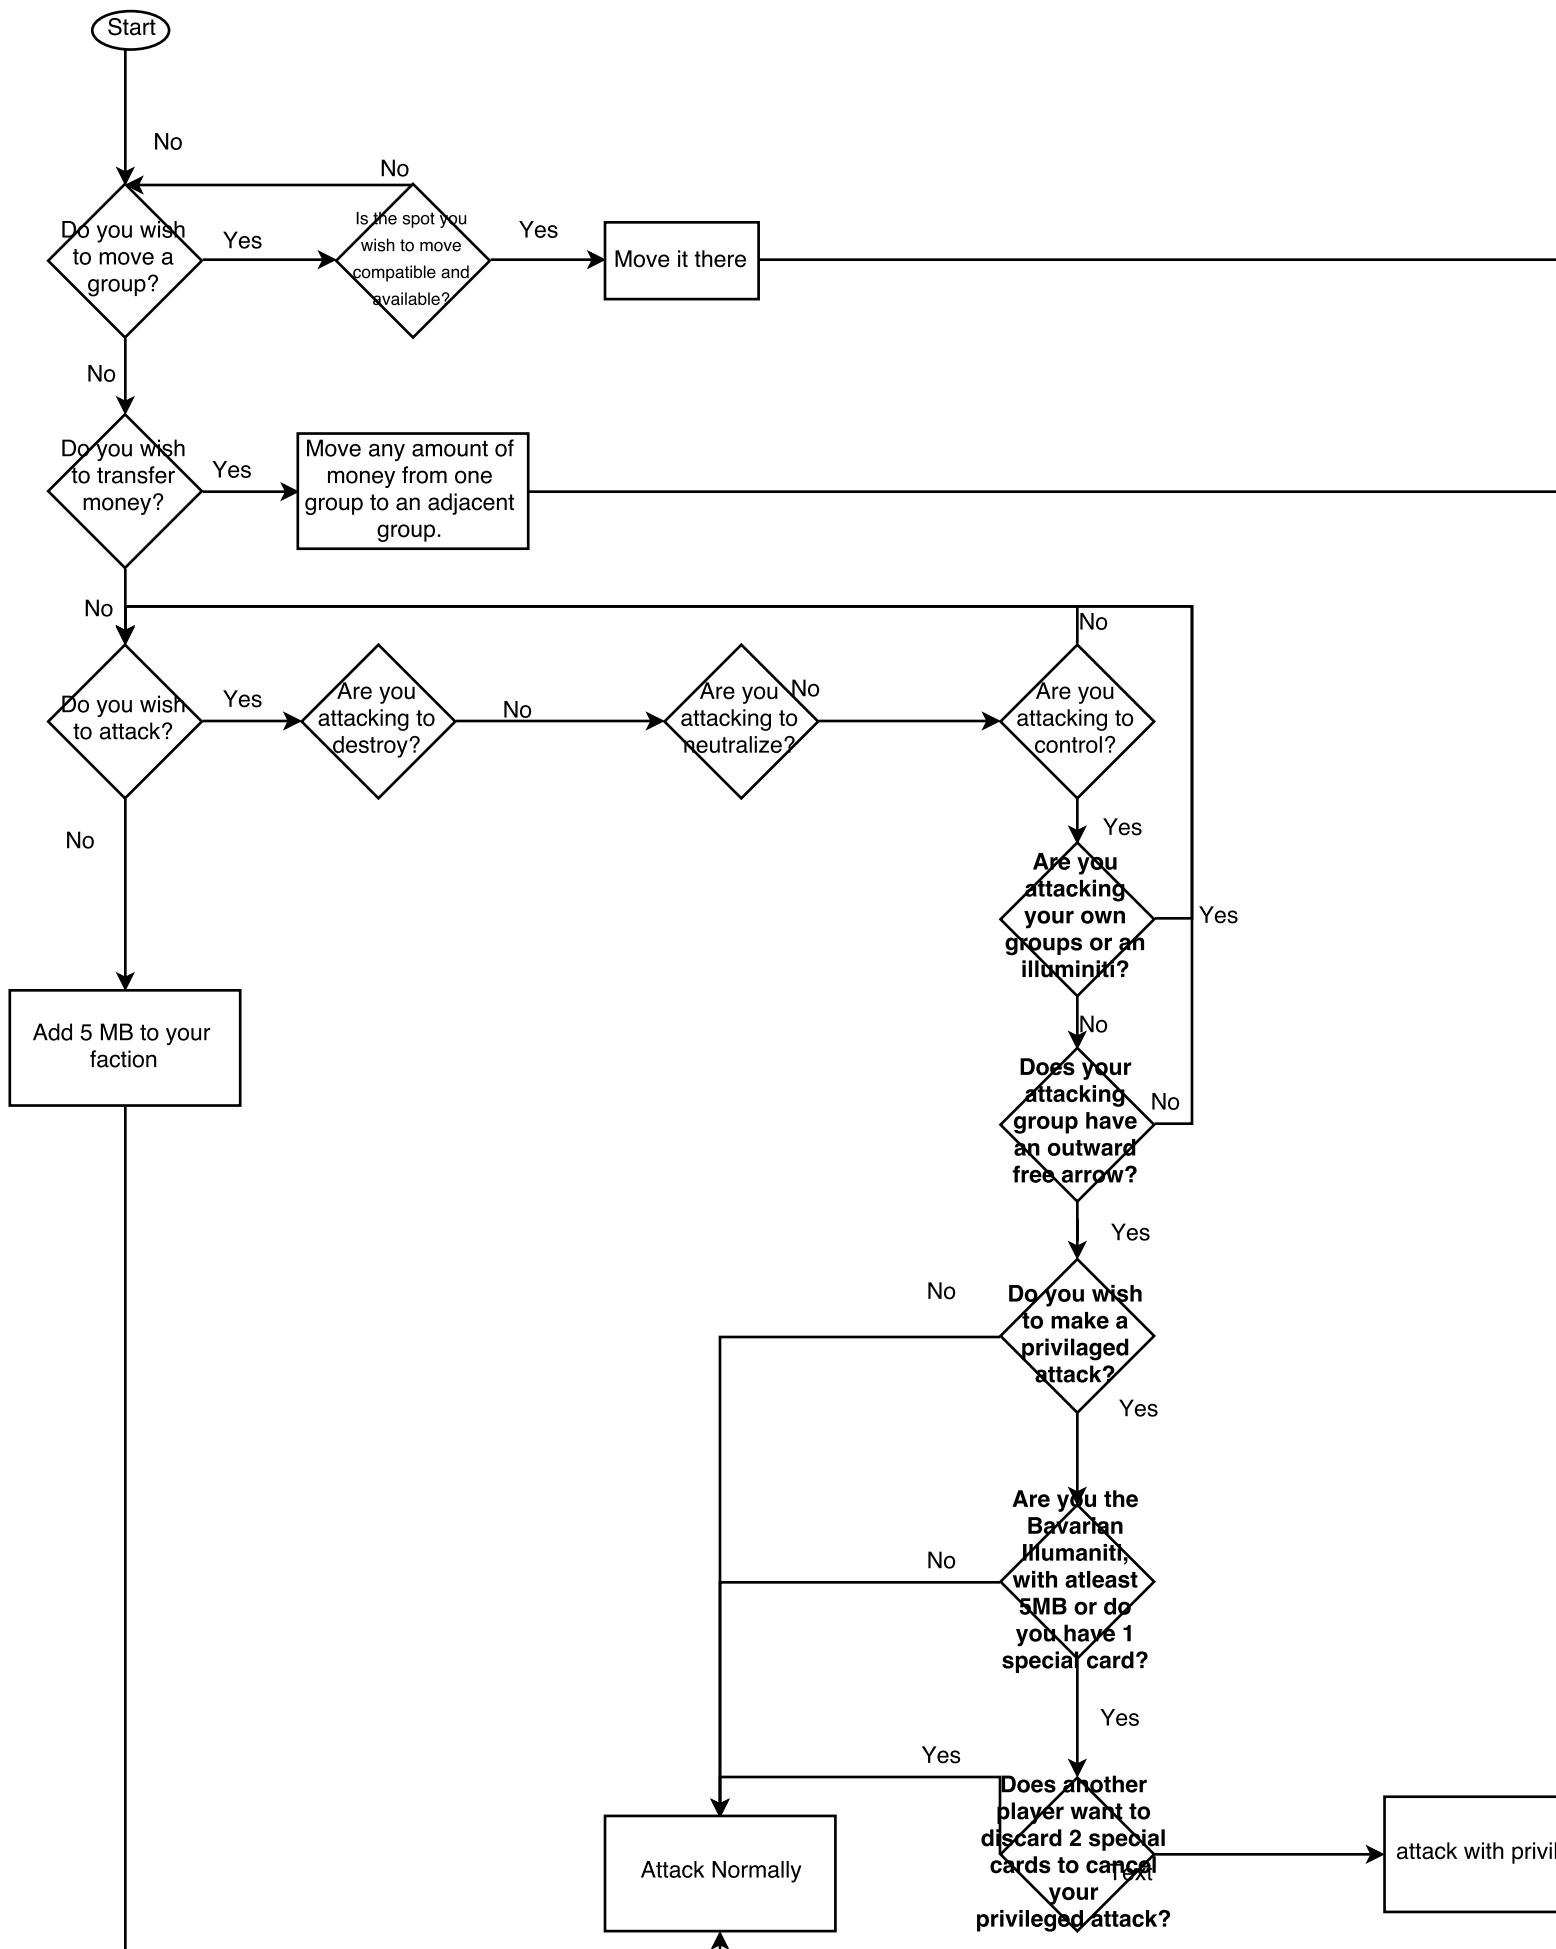 Start
No
No
Do you wish
to move a
group?
Yes
Is the spot you
wish to move
compatible and
available?
Yes
Move it there
No
Do you wish
to transfer
money?
Yes
Move any amount of
money from one
group to an adjacent
group.
No
Do you wish
to attack?
Yes
Are you
attacking to
destroy?
No
Are you
attacking to
neutralize?
No
Are you
attacking to
control?
No
No
Yes
Are you
attacking
your own
groups or an
illuminiti?
Yes
Add 5 MB to your
faction
No
Does your
attacking
group have
an outward
free arrow?
No
Yes
No
Do you wish
to make a
privilaged
attack?
Yes
Are you the
Bavarian
Illumaniti,
with atleast
5MB or do
you have 1
special card?
No
Yes
Yes
Does another
player want to
discard 2 special
cards to cancel
your
privileged attack?
Text
Attack Normally
attack with privil